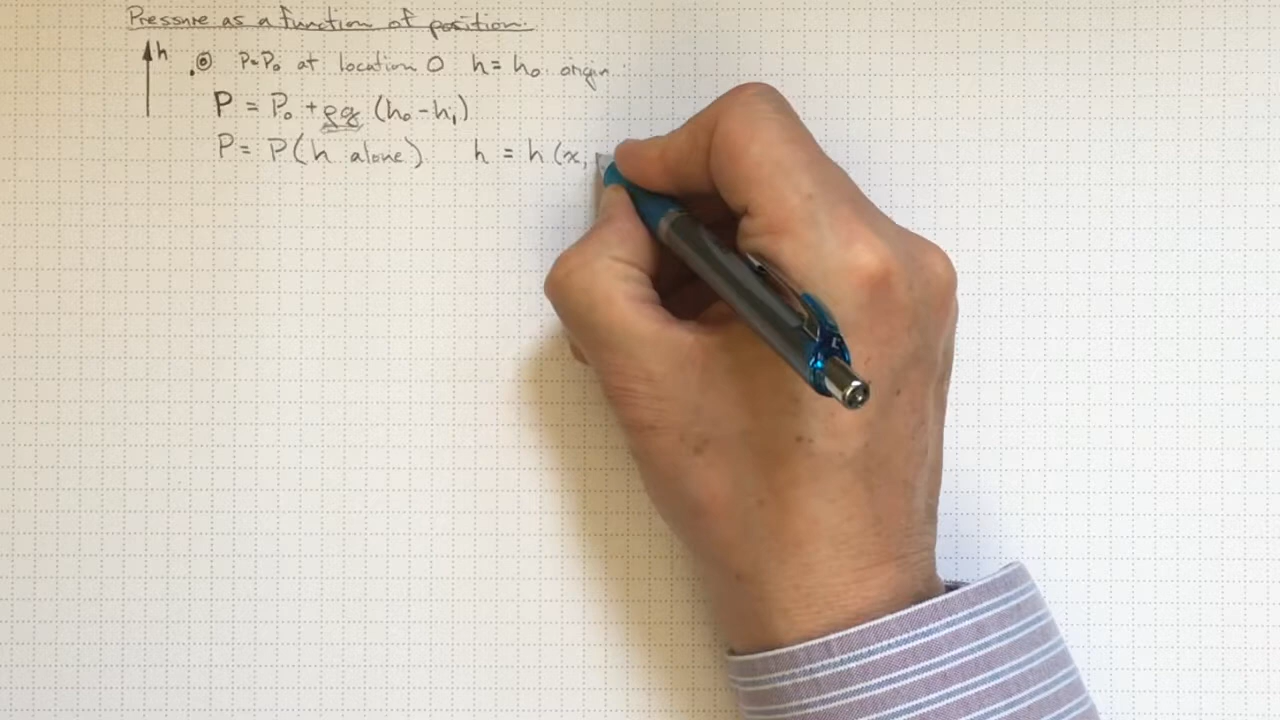 Pressure as a function of position.
h
⊙ P=P₀ at location O h = h₀ origin
P = P₀ + ρg (h₀ - h₁)
P = P(h alone) h = h(x,